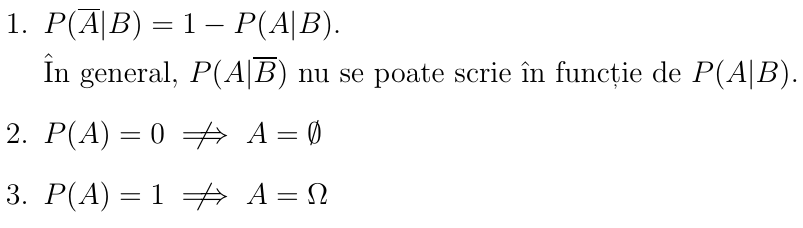 1. P(A̅|B) = 1 − P(A|B).
În general, P(A|B̅) nu se poate scrie în funcție de P(A|B).
2. P(A) = 0 ⇏ A = ∅
3. P(A) = 1 ⇏ A = Ω